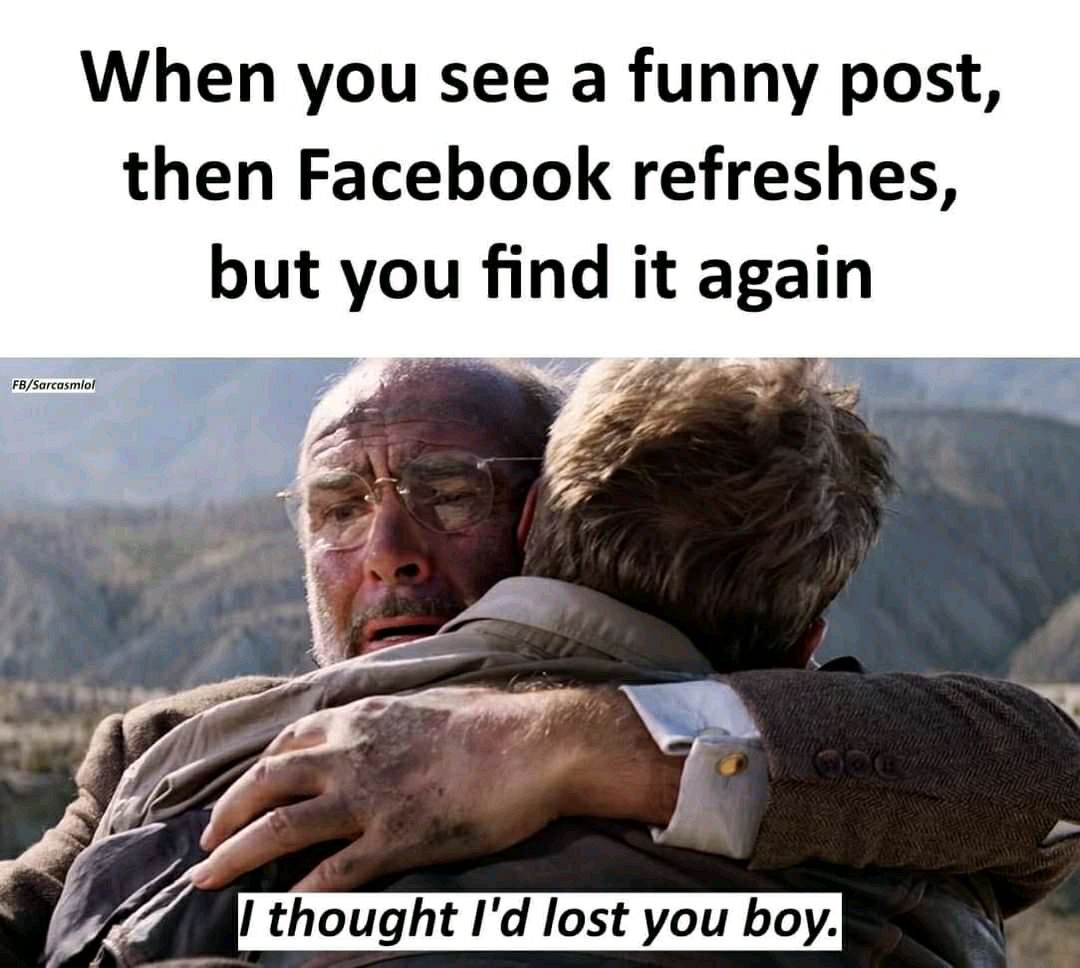 When you see a funny post,
then Facebook refreshes,
but you find it again
FB/Sarcasmlol
I thought I'd lost you boy.